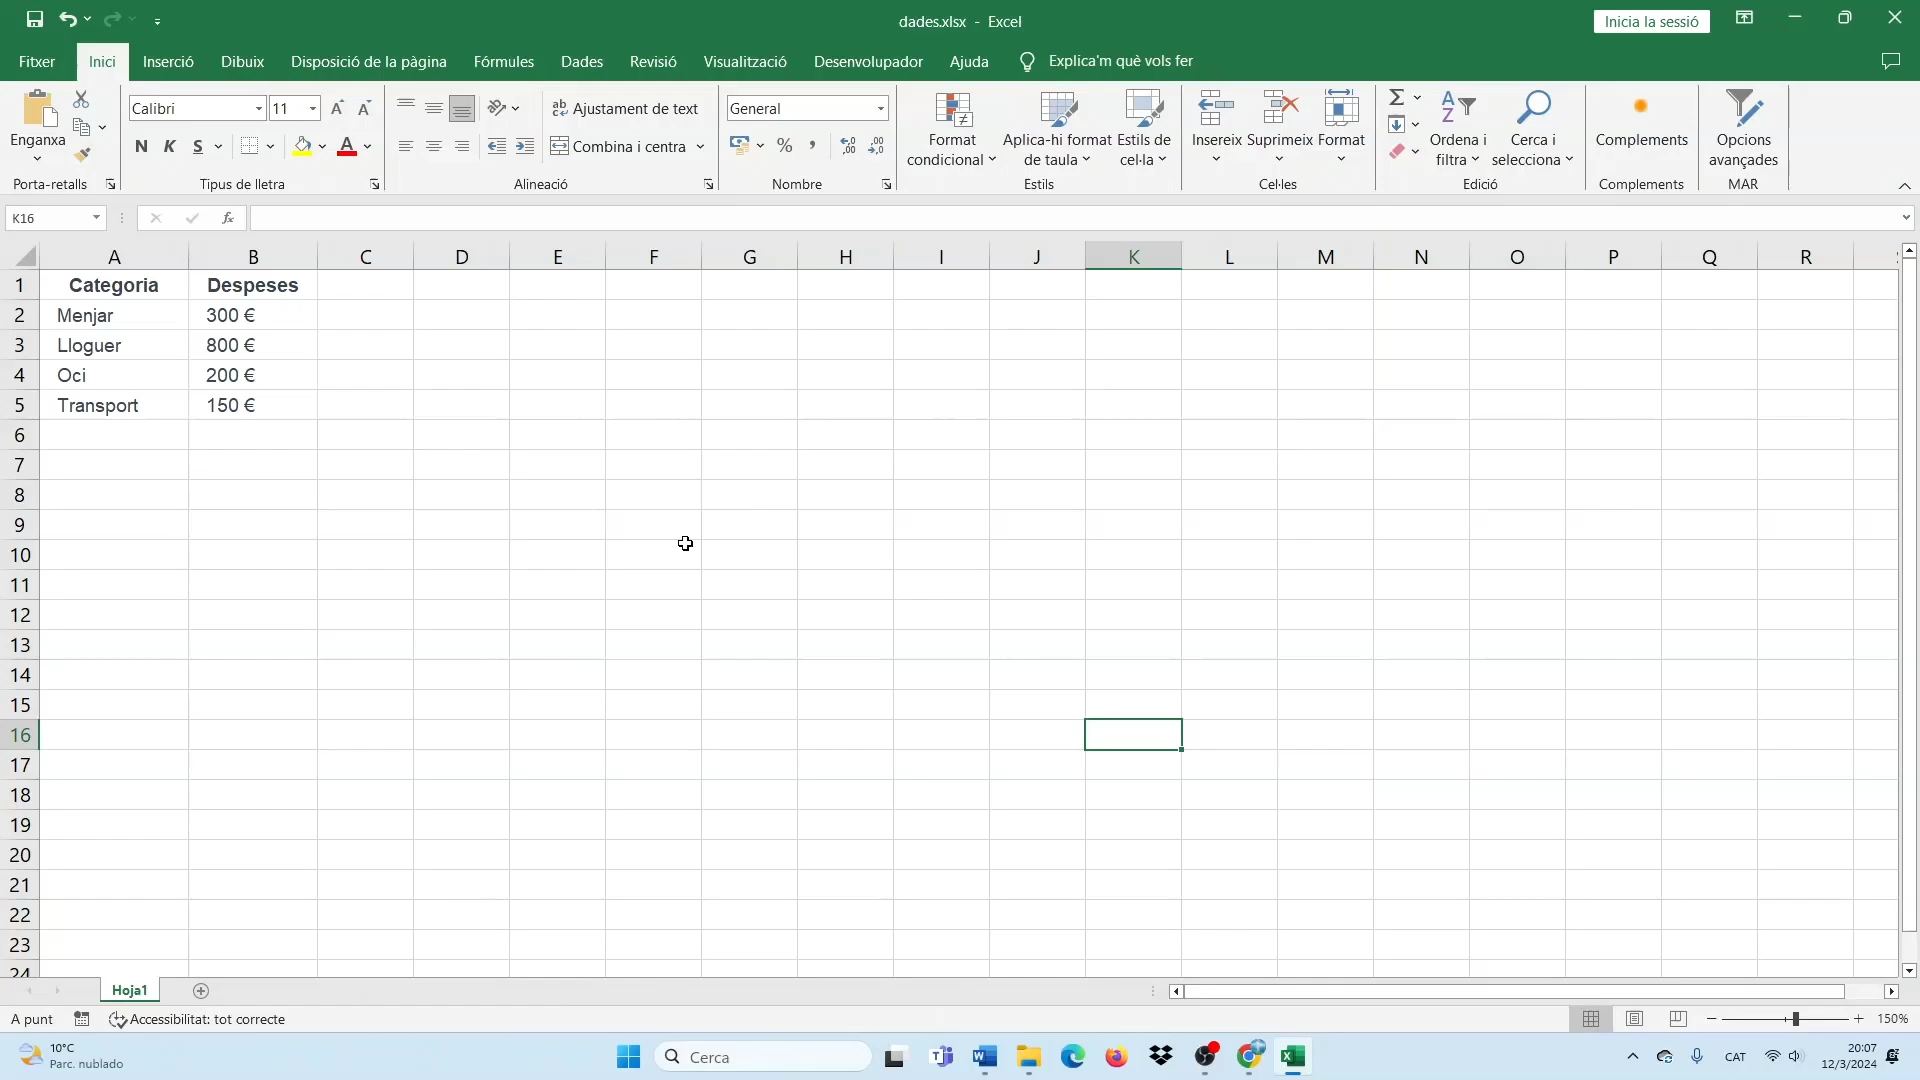 dades.xlsx - Excel
Inicia la sessió
Fitxer Inici Inserció Dibuix Disposició de la pàgina Fórmules Dades Revisió Visualització Desenvolupador Ajuda Explica'm què vols fer
Calibri 11
Ajustament de text
General
Enganxa
N K S
Combina i centra
%
Format condicional
Aplica-hi format de taula
Estils de cel·la
Insereix Suprimeix Format
Ordena i filtra
Cerca i selecciona
Complements
Opcions avançades
Porta-retalls Tipus de lletra Alineació Nombre Estils Cel·les Edició Complements MAR
K16
fx
A B C D E F G H I J K L M N O P Q R
1 Categoria Despeses
2 Menjar 300 €
3 Lloguer 800 €
4 Oci 200 €
5 Transport 150 €
6
7
8
9
10
11
12
13
14
15
16
17
18
19
20
21
22
23
24
Hoja1
A punt Accessibilitat: tot correcte
150%
10°C
Parc. nublado
Cerca
CAT
20:07
12/3/2024